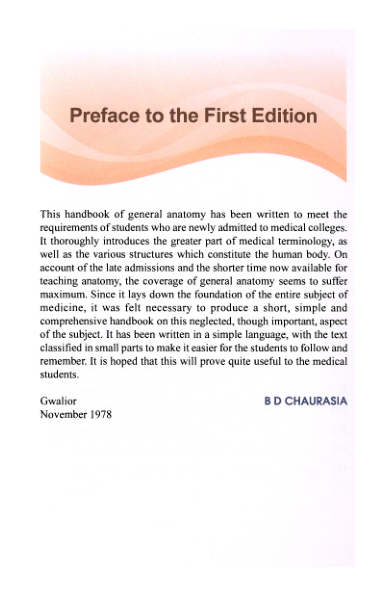 Preface to the First Edition
This handbook of general anatomy has been written to meet the
requirements of students who are newly admitted to medical colleges.
It thoroughly introduces the greater part of medical terminology, as
well as the various structures which constitute the human body. On
account of the late admissions and the shorter time now available for
teaching anatomy, the coverage of general anatomy seems to suffer
maximum. Since it lays down the foundation of the entire subject of
medicine, it was felt necessary to produce a short, simple and
comprehensive handbook on this neglected, though important, aspect
of the subject. It has been written in a simple language, with the text
classified in small parts to make it easier for the students to follow and
remember. It is hoped that this will prove quite useful to the medical
students.
Gwalior B D CHAURASIA
November 1978